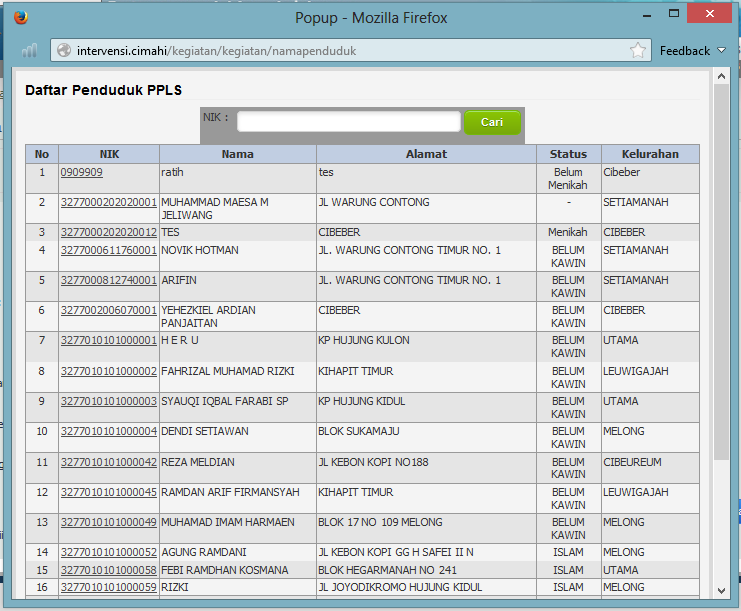 Popup - Mozilla Firefox
intervensi.cimahi/kegiatan/kegiatan/namapenduduk Feedback
Daftar Penduduk PPLS
NIK : Cari
No NIK Nama Alamat Status Kelurahan
1 0909909 ratih tes Belum Menikah Cibeber
2 3277000202020001 MUHAMMAD MAESA M JELIWANG JL WARUNG CONTONG - SETIAMANAH
3 3277000202020012 TES CIBEBER Menikah CIBEBER
4 3277000611760001 NOVIK HOTMAN JL. WARUNG CONTONG TIMUR NO. 1 BELUM KAWIN SETIAMANAH
5 3277000812740001 ARIFIN JL. WARUNG CONTONG TIMUR NO. 1 BELUM KAWIN SETIAMANAH
6 3277002006070001 YEHEZKIEL ARDIAN PANJAITAN CIBEBER BELUM KAWIN CIBEBER
7 3277010101000001 H E R U KP HUJUNG KULON BELUM KAWIN UTAMA
8 3277010101000002 FAHRIZAL MUHAMAD RIZKI KIHAPIT TIMUR BELUM KAWIN LEUWIGAJAH
9 3277010101000003 SYAUQI IQBAL FARABI SP KP HUJUNG KIDUL BELUM KAWIN UTAMA
10 3277010101000004 DENDI SETIAWAN BLOK SUKAMAJU BELUM KAWIN MELONG
11 3277010101000042 REZA MELDIAN JL KEBON KOPI NO188 BELUM KAWIN CIBEUREUM
12 3277010101000045 RAMDAN ARIF FIRMANSYAH KIHAPIT TIMUR BELUM KAWIN LEUWIGAJAH
13 3277010101000049 MUHAMAD IMAM HARMAEN BLOK 17 NO 109 MELONG BELUM KAWIN MELONG
14 3277010101000052 AGUNG RAMDANI JL KEBON KOPI GG H SAFEI II N ISLAM MELONG
15 3277010101000058 FEBI RAMDHAN KOSMANA BLOK HEGARMANAH NO 241 ISLAM UTAMA
16 3277010101000059 RIZKI JL JOYODIKROMO HUJUNG KIDUL ISLAM MELONG